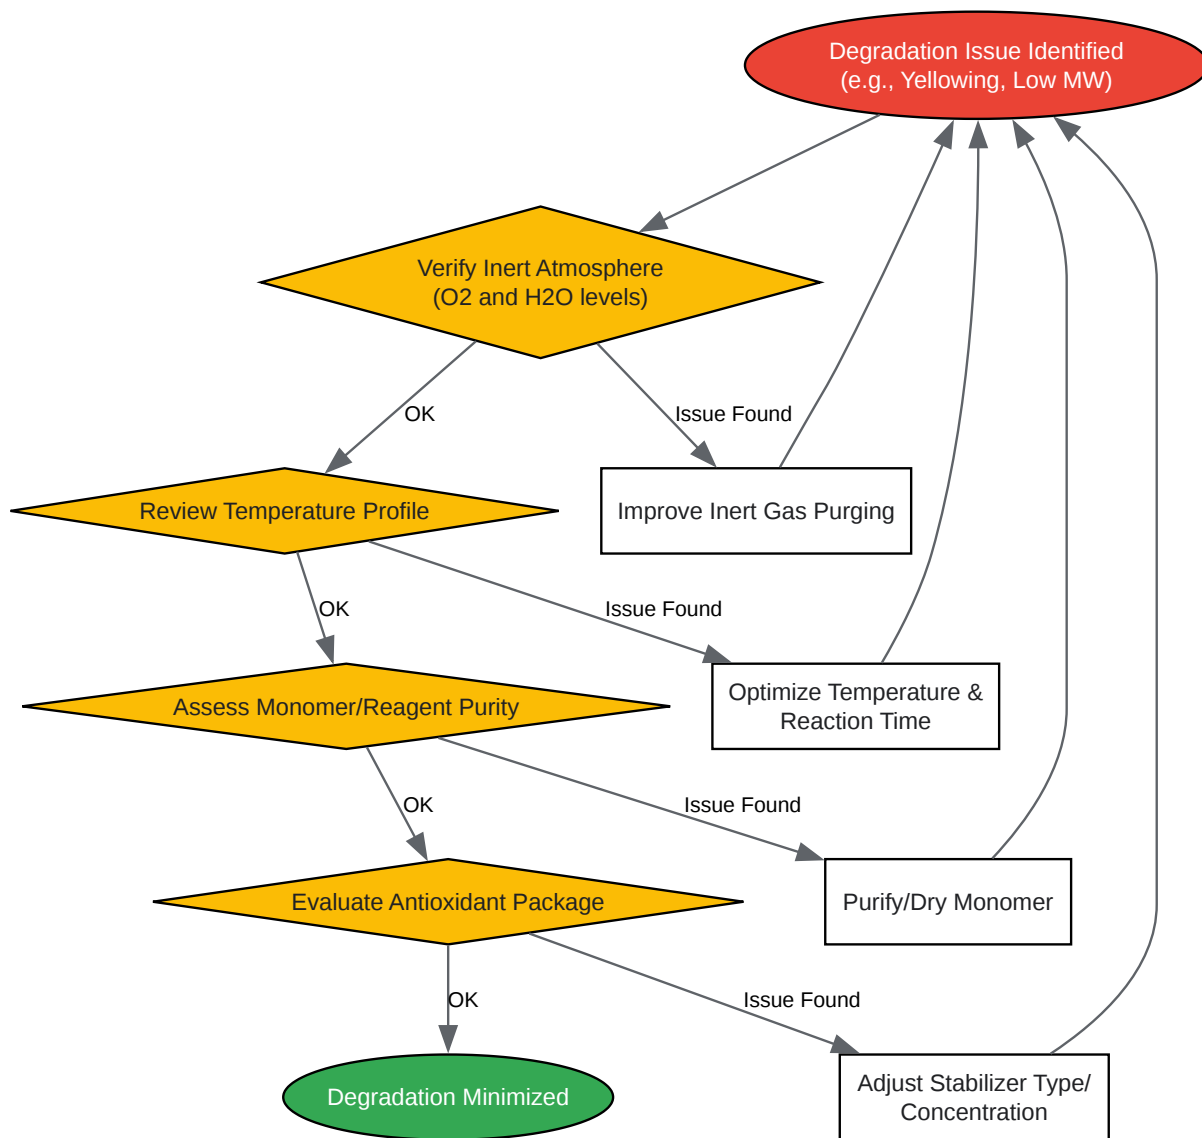 Degradation Issue Identified
(e.g., Yellowing, Low MW)
Verify Inert Atmosphere
(O2 and H2O levels)
OK
Issue Found
Review Temperature Profile
Improve Inert Gas Purging
OK
Issue Found
Assess Monomer/Reagent Purity
Optimize Temperature &
Reaction Time
OK
Issue Found
Evaluate Antioxidant Package
Purify/Dry Monomer
OK
Issue Found
Degradation Minimized
Adjust Stabilizer Type/
Concentration